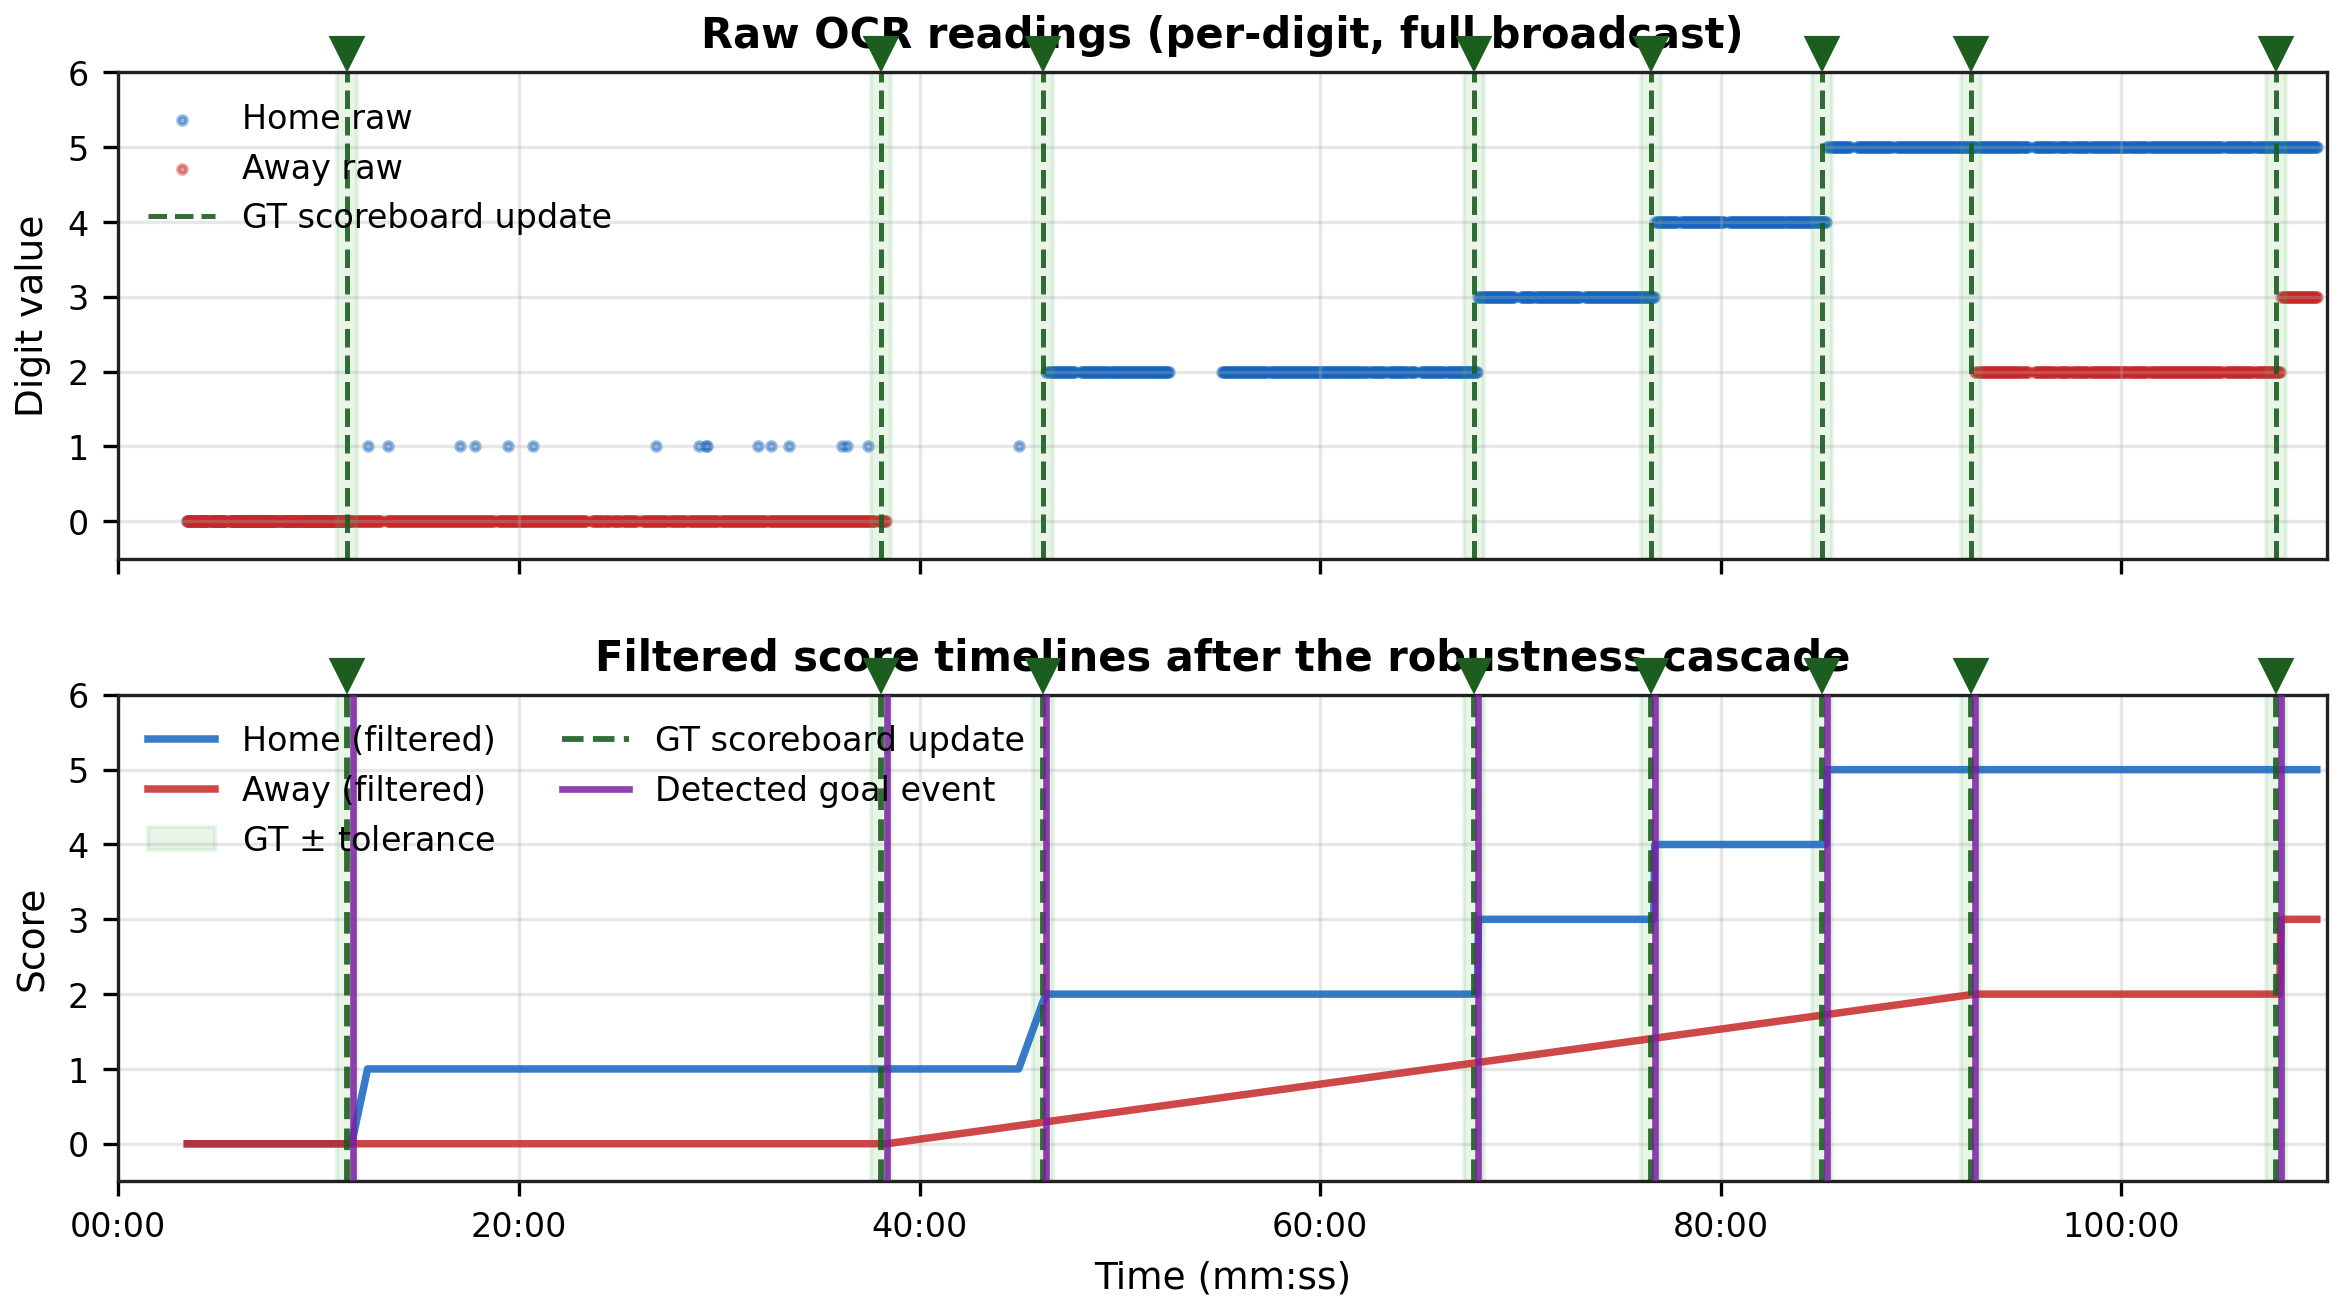 Raw OCR readings (per-digit, full broadcast)
6
5
4
3
2
1
0
Digit value
Home raw
Away raw
GT scoreboard update
Filtered score timelines after the robustness cascade
6
5
4
3
2
1
0
Score
Home (filtered)
Away (filtered)
GT ± tolerance
GT scoreboard update
Detected goal event
00:00 20:00 40:00 60:00 80:00 100:00
Time (mm:ss)